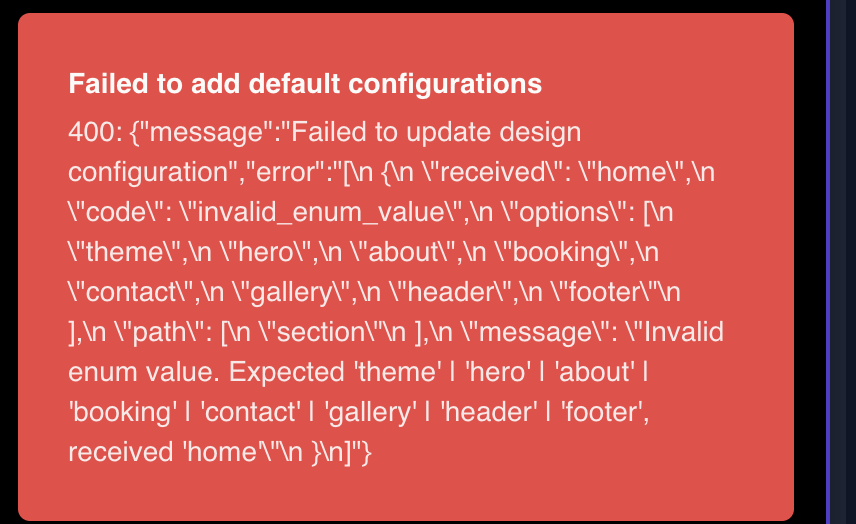 Failed to add default configurations
400: {"message":"Failed to update design
configuration","error":"[\n {\n \"received\": \"home\",\n
\"code\": \"invalid_enum_value\",\n \"options\": [\n
\"theme\",\n \"hero\",\n \"about\",\n \"booking\",\n
\"contact\",\n \"gallery\",\n \"header\",\n \"footer\"\n
],\n \"path\": [\n \"section\"\n ],\n \"message\": \"Invalid
enum value. Expected 'theme' | 'hero' | 'about' |
'booking' | 'contact' | 'gallery' | 'header' | 'footer',
received 'home'\"\n }\n]"}